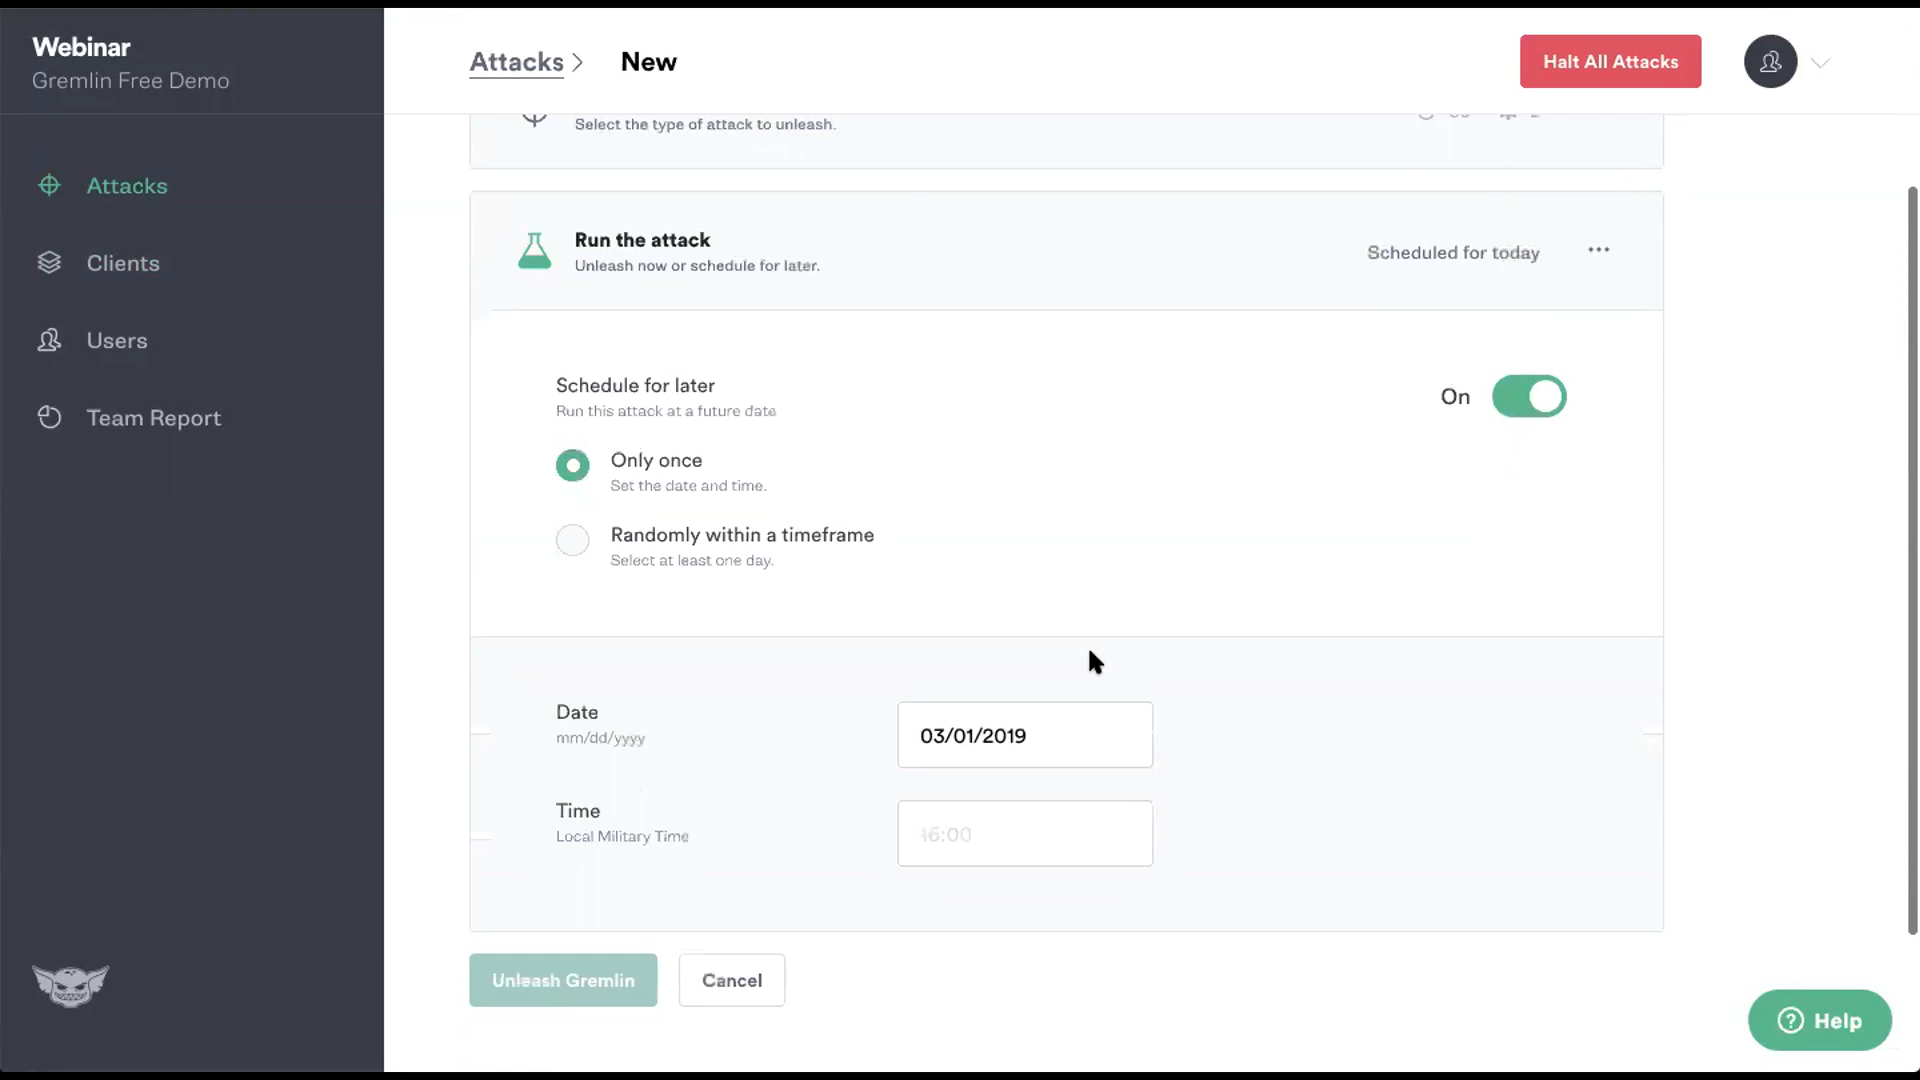 Webinar
Gremlin Free Demo
Attacks
Clients
Users
Team Report
Attacks > New
Halt All Attacks
Select the type of attack to unleash.
Run the attack
Unleash now or schedule for later.
Scheduled for today
Schedule for later
Run this attack at a future date
On
Only once
Set the date and time.
Randomly within a timeframe
Select at least one day.
Date
mm/dd/yyyy
03/01/2019
Time
Local Military Time
16:00
Unleash Gremlin
Cancel
Help